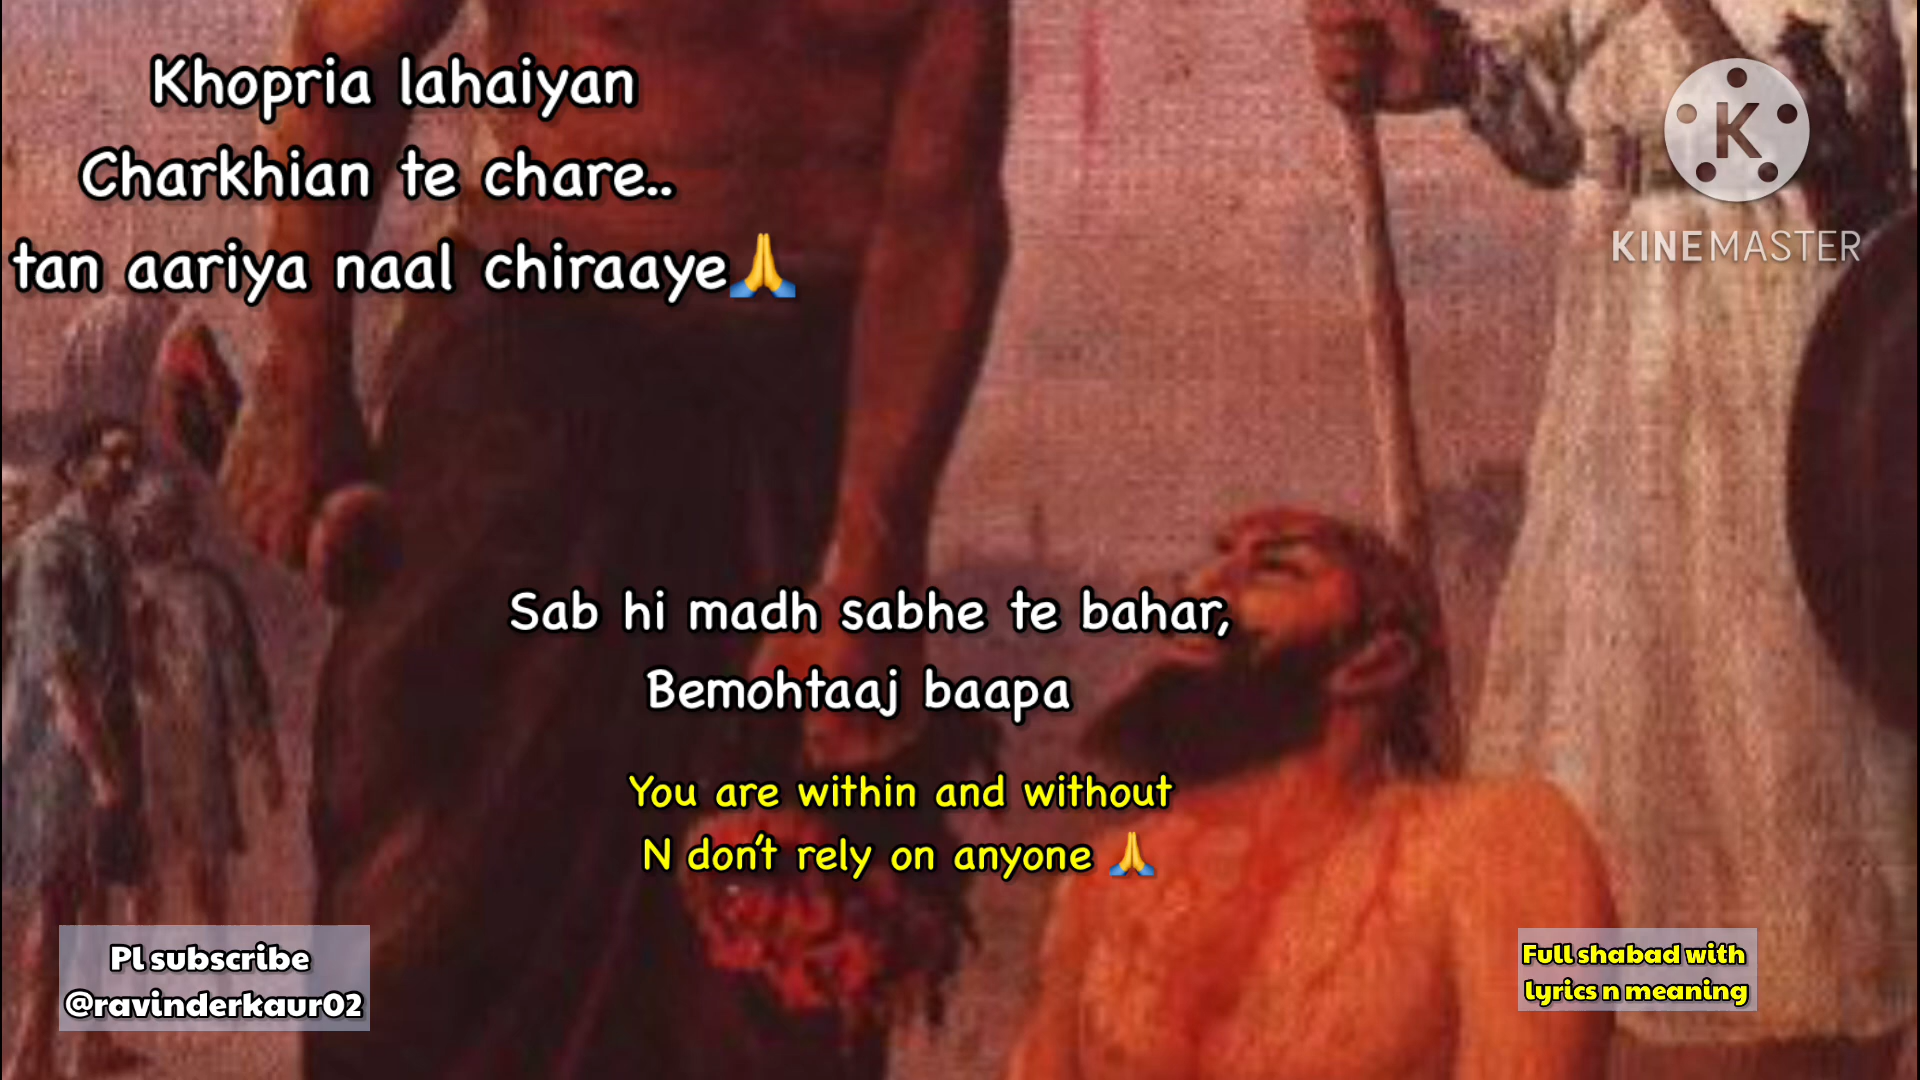 Khopria lahaiyan
Charkhian te chare..
tan aariya naal chiraaye🙏
K
KINEMASTER
Sab hi madh sabhe te bahar,
Bemohtaaj baapa
You are within and without
N don't rely on anyone 🙏
Pl subscribe
@ravinderkaur02
Full shabad with
lyrics n meaning